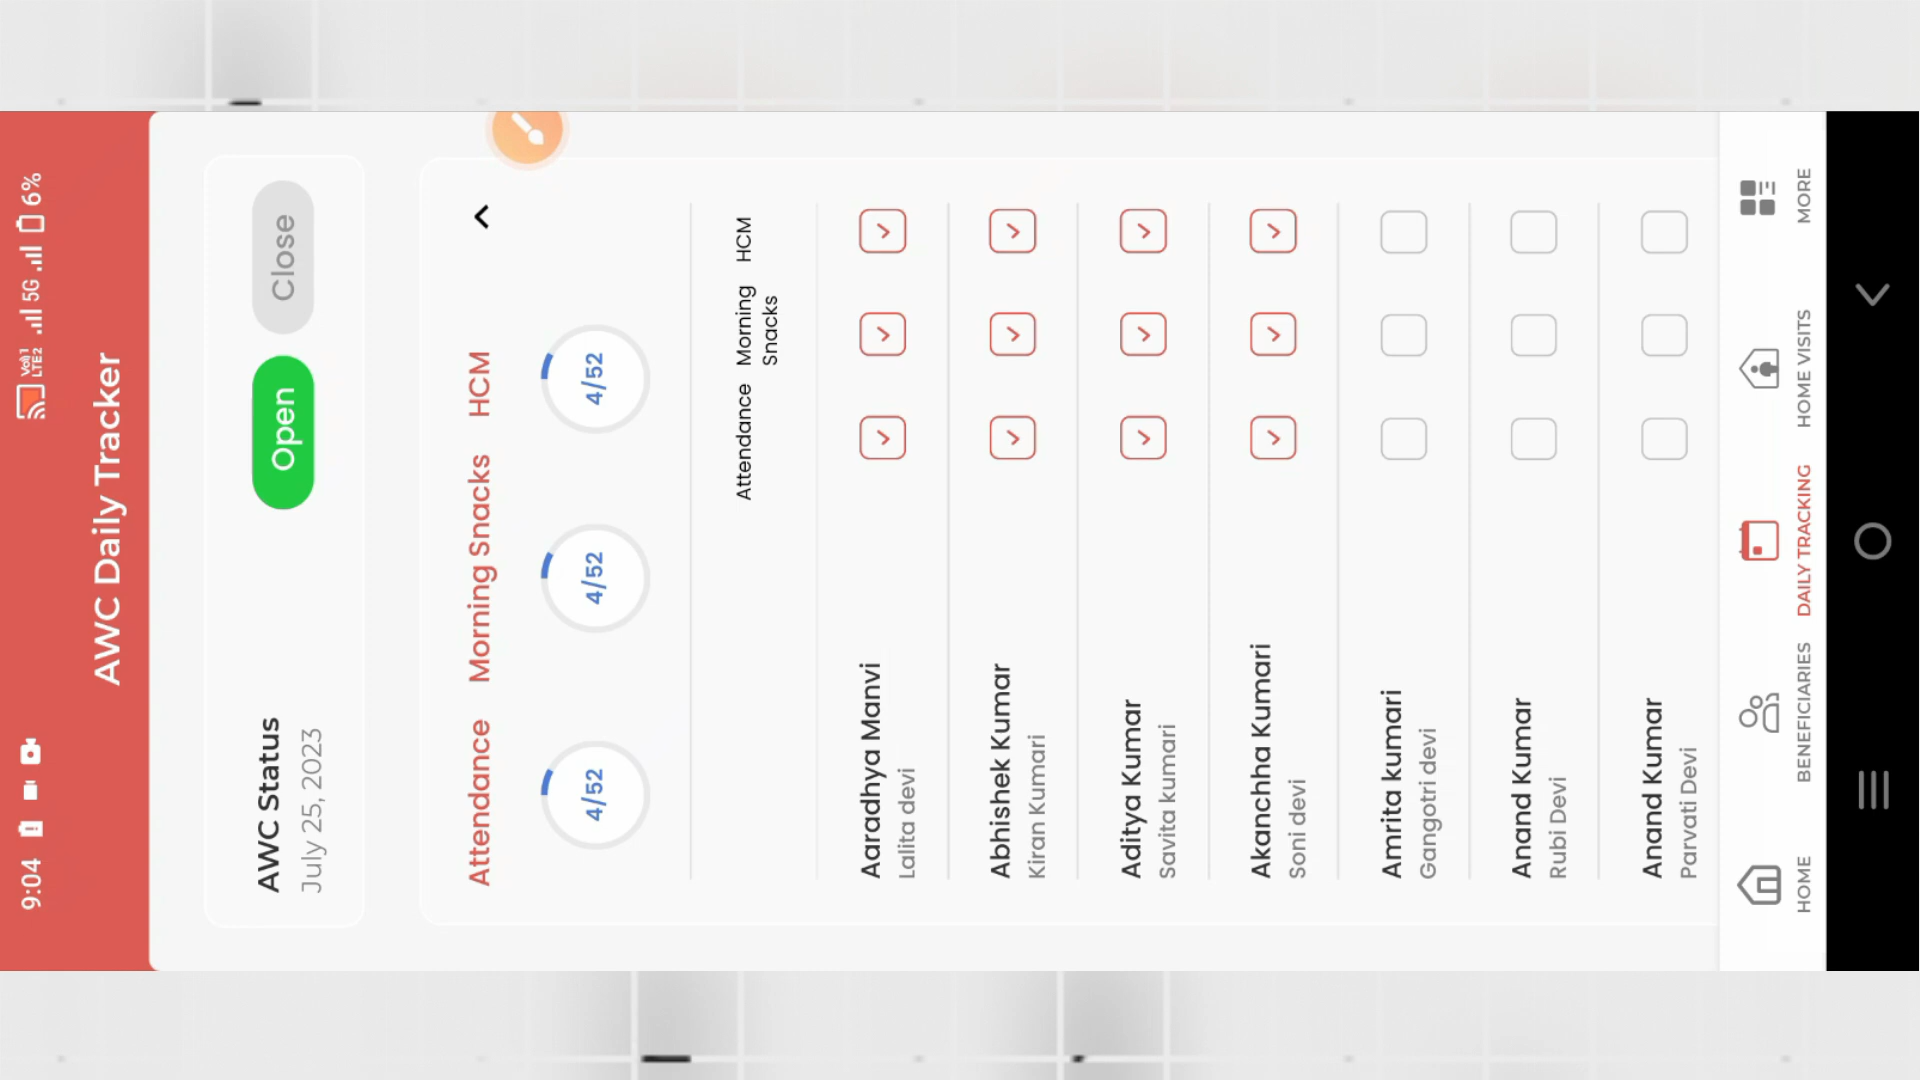 9:04 VoLTE LTE2 5G 6%
AWC Daily Tracker
AWC Status
July 25, 2023
Open Close
Attendance Morning Snacks HCM
4/52 4/52 4/52
Attendance Morning Snacks HCM
Aaradhya Manvi
Lalita devi
Abhishek Kumar
Kiran Kumari
Aditya Kumar
Savita kumari
Akanchha Kumari
Soni devi
Amrita kumari
Gangotri devi
Anand Kumar
Rubi Devi
Anand Kumar
Parvati Devi
HOME BENEFICIARIES DAILY TRACKING HOME VISITS MORE